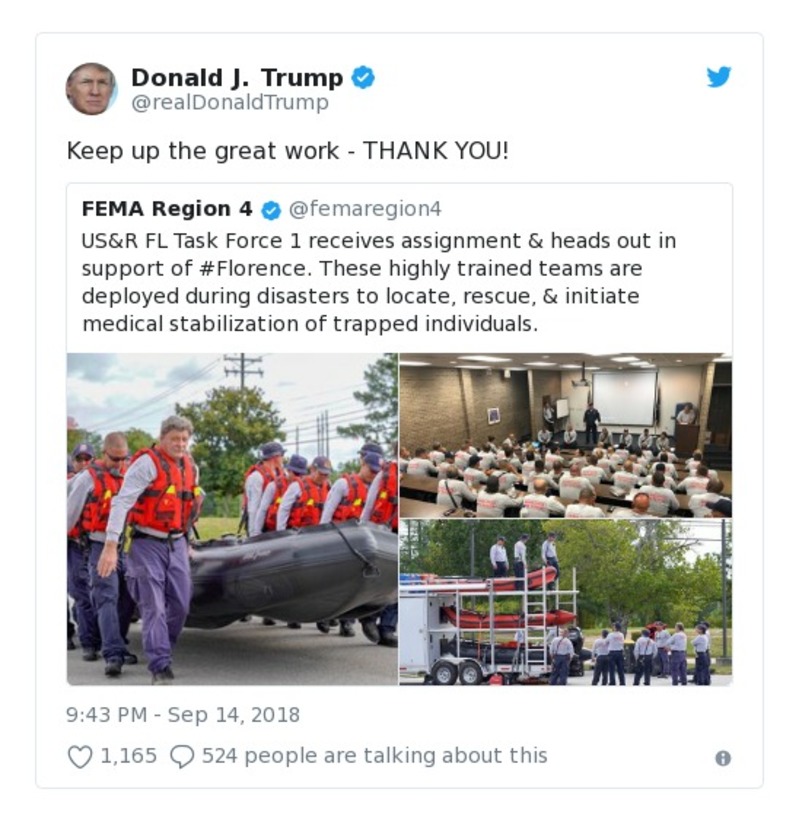 Donald J. Trump
@realDonaldTrump
Keep up the great work - THANK YOU!
FEMA Region 4 @femaregion4
US&R FL Task Force 1 receives assignment & heads out in
support of #Florence. These highly trained teams are
deployed during disasters to locate, rescue, & initiate
medical stabilization of trapped individuals.
9:43 PM - Sep 14, 2018
1,165 524 people are talking about this